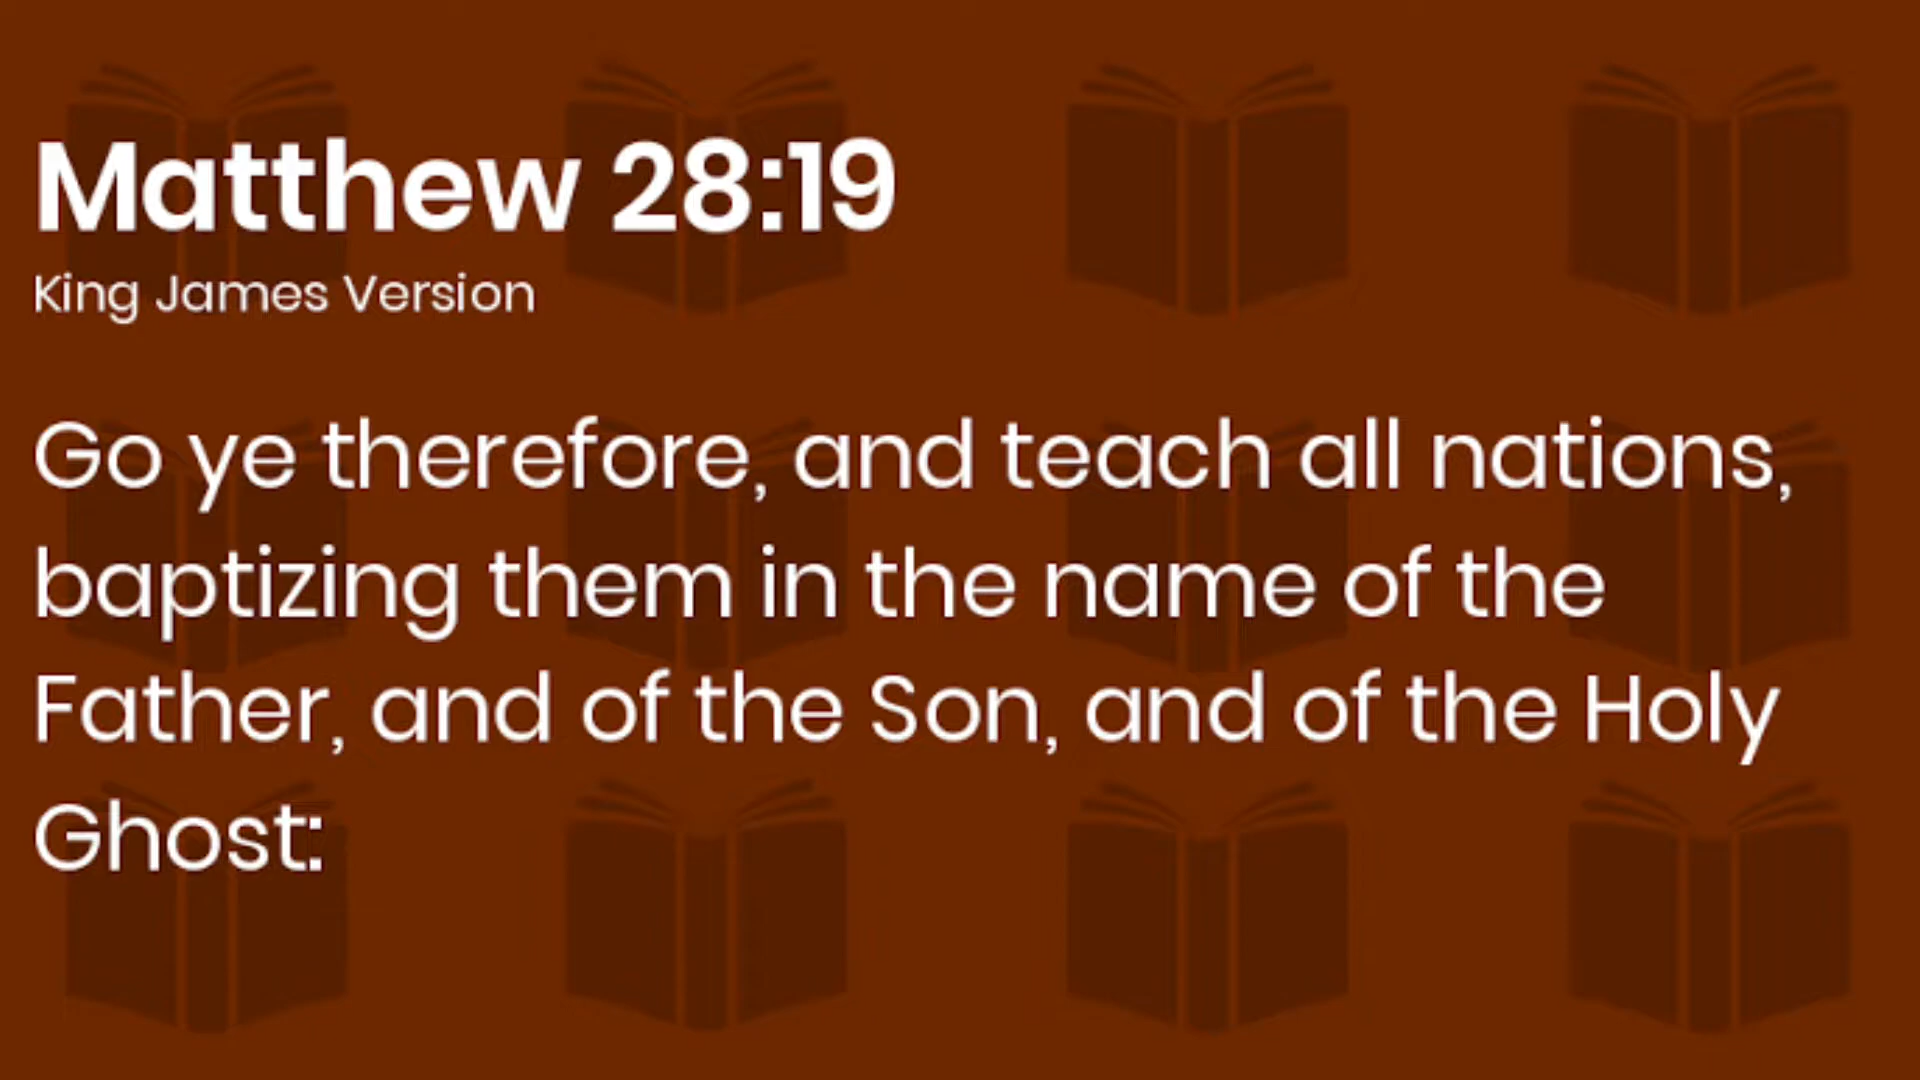 Matthew 28:19
King James Version
Go ye therefore, and teach all nations,
baptizing them in the name of the
Father, and of the Son, and of the Holy
Ghost: